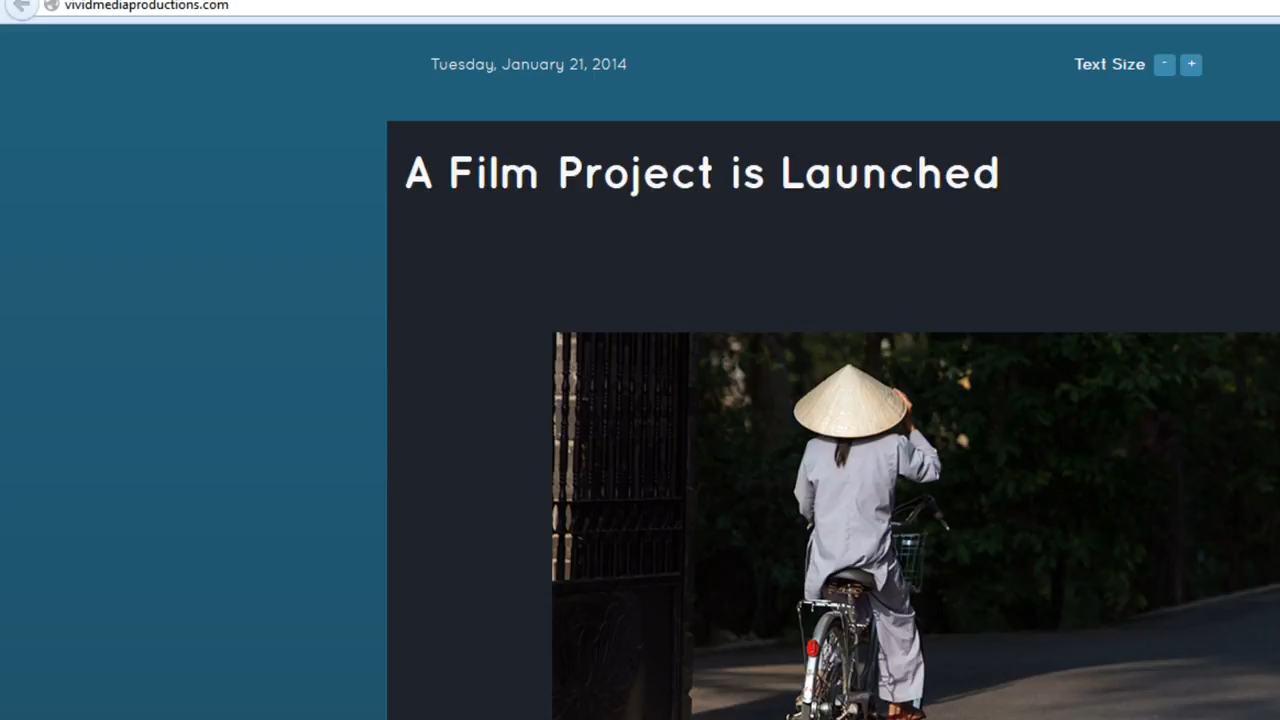 vividmediaproductions.com
Tuesday, January 21, 2014
Text Size - +
A Film Project is Launched